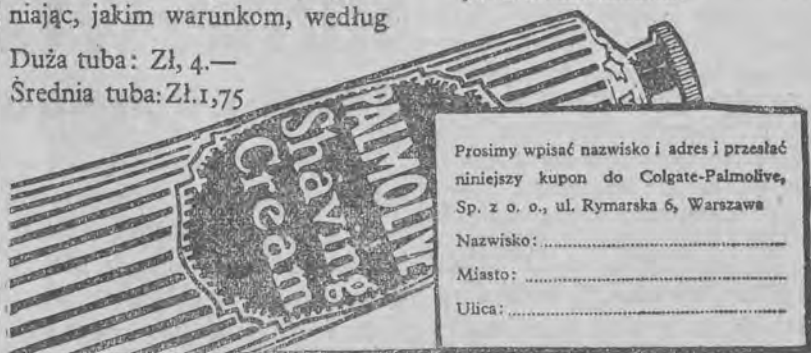 niając, jakim warunkom, według
Duża tuba: Zł, 4.—
Średnia tuba: Zł.1,75
PALMOLIVE
Shaving
Cream
Prosimy wpisać nazwisko i adres i przesłać
niniejszy kupon do Colgate-Palmolive,
Sp. z o. o., ul. Rymarska 6, Warszawa
Nazwisko:
Miasto:
Ulica: